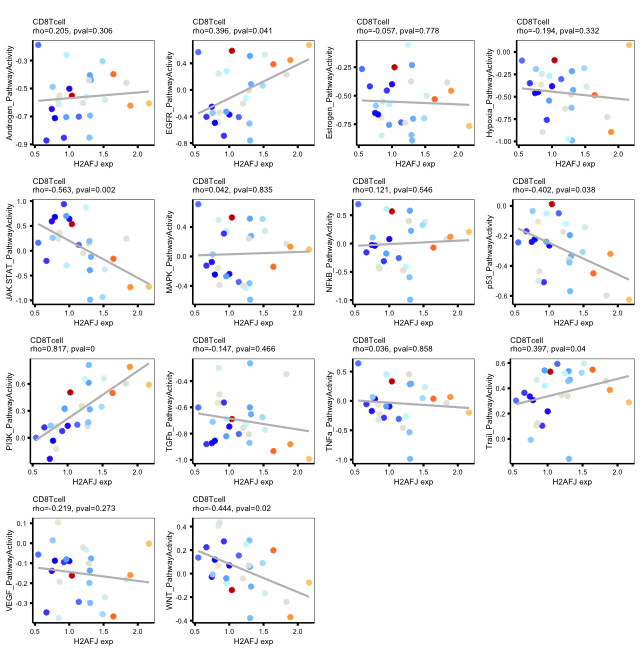 CD8Tcell
rho=0.205, pval=0.306
Androgen_PathwayActivity
-0.3
-0.5
-0.7
-0.9
0.5 1.0 1.5 2.0
H2AFJ exp
CD8Tcell
rho=0.396, pval=0.041
EGFR_PathwayActivity
0.6
0.3
0.0
-0.3
-0.6
-0.9
0.5 1.0 1.5 2.0
H2AFJ exp
CD8Tcell
rho=-0.057, pval=0.778
Estrogen_PathwayActivity
-0.25
-0.50
-0.75
0.5 1.0 1.5 2.0
H2AFJ exp
CD8Tcell
rho=-0.194, pval=0.332
Hypoxia_PathwayActivity
0.00
-0.25
-0.50
-0.75
-1.00
0.5 1.0 1.5 2.0
H2AFJ exp
CD8Tcell
rho=-0.563, pval=0.002
JAK-STAT_PathwayActivity
1.0
0.5
0.0
-0.5
-1.0
0.5 1.0 1.5 2.0
H2AFJ exp
CD8Tcell
rho=0.042, pval=0.835
MAPK_PathwayActivity
0.8
0.4
0.0
-0.4
0.5 1.0 1.5 2.0
H2AFJ exp
CD8Tcell
rho=0.121, pval=0.546
NFkB_PathwayActivity
0.5
0.0
-0.5
-1.0
0.5 1.0 1.5 2.0
H2AFJ exp
CD8Tcell
rho=-0.402, pval=0.038
p53_PathwayActivity
0.0
-0.2
-0.4
-0.6
0.5 1.0 1.5 2.0
H2AFJ exp
CD8Tcell
rho=0.817, pval=0
PI3K_PathwayActivity
0.6
0.3
0.0
0.5 1.0 1.5 2.0
H2AFJ exp
CD8Tcell
rho=-0.147, pval=0.466
TGFb_PathwayActivity
-0.4
-0.6
-0.8
-1.0
0.5 1.0 1.5 2.0
H2AFJ exp
CD8Tcell
rho=0.036, pval=0.858
TNFa_PathwayActivity
0.5
0.0
-0.5
-1.0
0.5 1.0 1.5 2.0
H2AFJ exp
CD8Tcell
rho=0.397, pval=0.04
Trail_PathwayActivity
0.6
0.4
0.2
0.0
0.5 1.0 1.5 2.0
H2AFJ exp
CD8Tcell
rho=-0.219, pval=0.273
VEGF_PathwayActivity
0.1
0.0
-0.1
-0.2
-0.3
0.5 1.0 1.5 2.0
H2AFJ exp
CD8Tcell
rho=-0.444, pval=0.02
WNT_PathwayActivity
0.4
0.2
0.0
-0.2
-0.4
0.5 1.0 1.5 2.0
H2AFJ exp